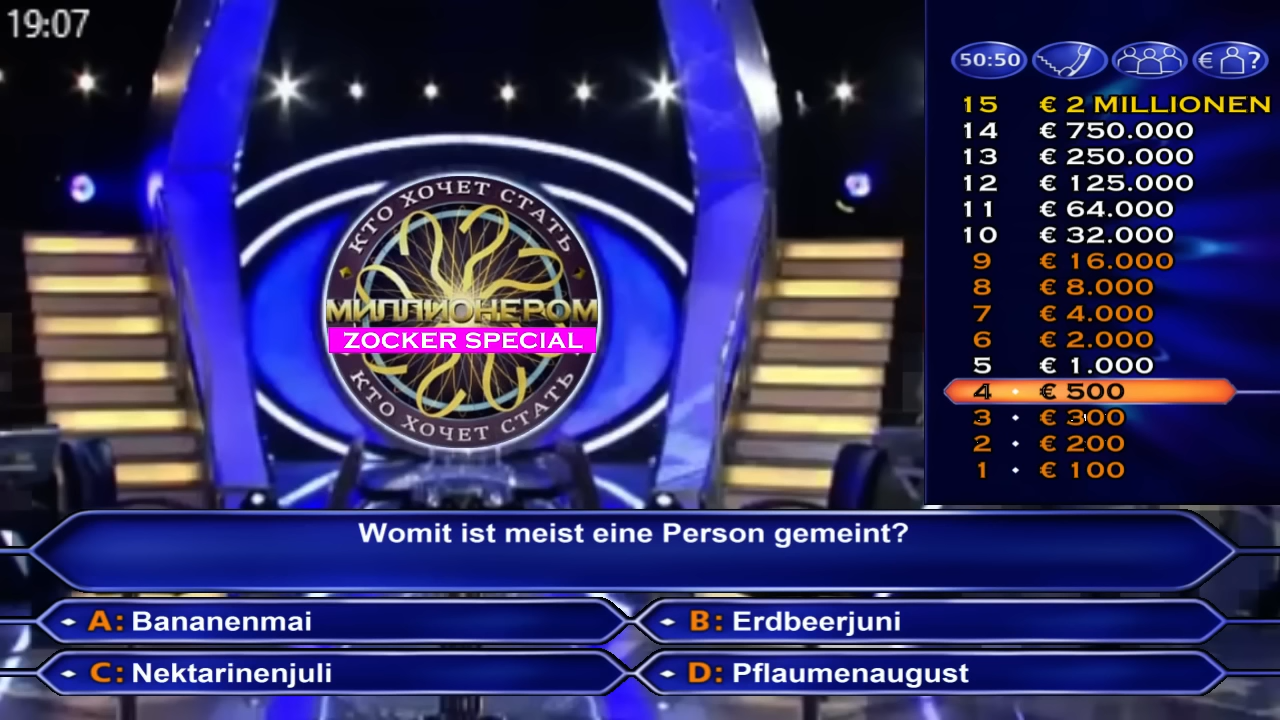 19:07
50:50
€ ?
15 € 2 MILLIONEN
14 € 750.000
13 € 250.000
12 € 125.000
11 € 64.000
10 € 32.000
9 € 16.000
8 € 8.000
7 € 4.000
6 € 2.000
5 € 1.000
4 € 500
3 € 300
2 € 200
1 € 100
КТО ХОЧЕТ СТАТЬ
МИЛЛИОНЕРОМ
ZOCKER SPECIAL
КТО ХОЧЕТ СТАТЬ
Womit ist meist eine Person gemeint?
A: Bananenmai
B: Erdbeerjuni
C: Nektarinenjuli
D: Pflaumenaugust